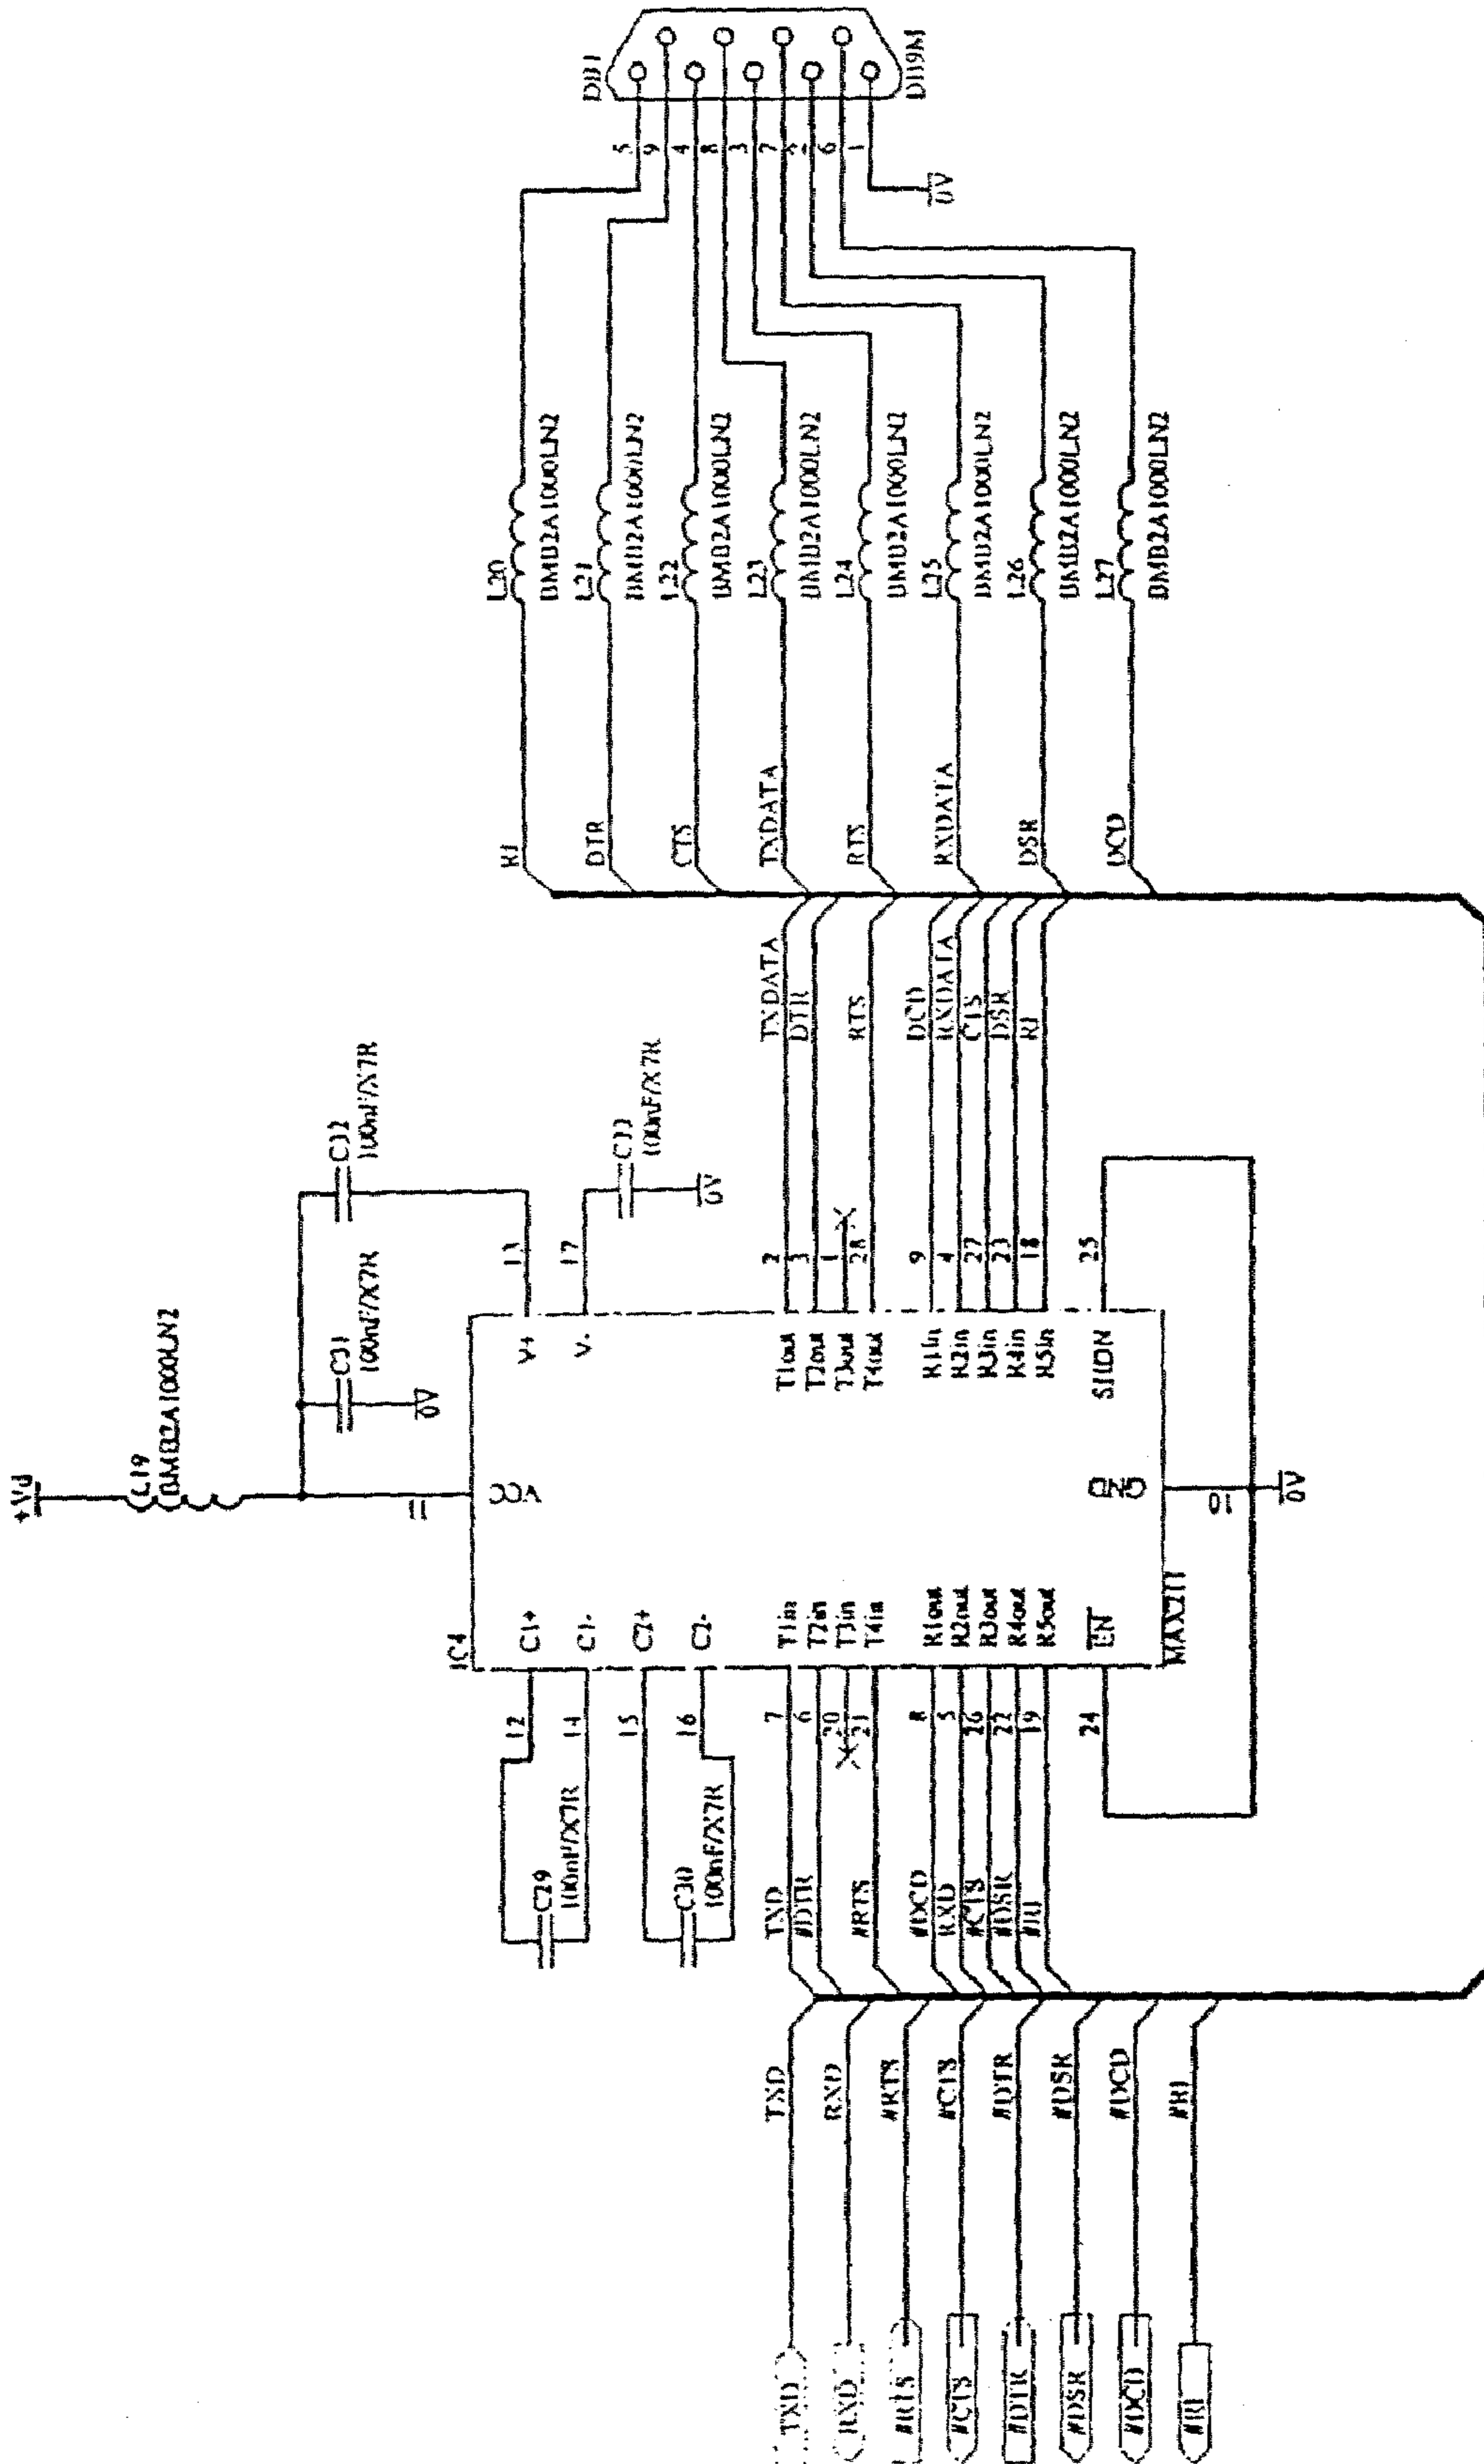 +Vd
L19
BMB2A1000LN2
C31
100nF/X7R
0V
C32
100nF/X7R
C33
100nF/X7R
0V
IC4
MAX211
11
VCC
12
C1+
14
C1-
15
C2+
16
C2-
C29
100nF/X7R
C30
100nF/X7R
V+
13
V-
17
TXD
7
T1in
T1out
2
TXDATA
#DTR
6
T2in
T2out
3
DTR
20
T3in
T3out
1
#RTS
21
T4in
T4out
28
RTS
#DCD
8
R1out
R1in
9
DCD
RXD
5
R2out
R2in
4
RXDATA
#CTS
26
R3out
R3in
27
CTS
#DSR
22
R4out
R4in
23
DSR
#RI
19
R5out
R5in
18
RI
24
EN
SHDN
25
GND
10
0V
TXD
TXD
RXD
RXD
#RTS
#RTS
#CTS
#CTS
#DTR
#DTR
#DSR
#DSR
#DCD
#DCD
#RI
#RI
RI
L20
BMB2A1000LN2
5
DTR
L21
BMB2A1000LN2
9
CTS
L22
BMB2A1000LN2
4
TXDATA
L23
BMB2A1000LN2
8
RTS
L24
BMB2A1000LN2
3
RXDATA
L25
BMB2A1000LN2
7
DSR
L26
BMB2A1000LN2
DCD
L27
BMB2A1000LN2
6
1
0V
DB1
DB9M